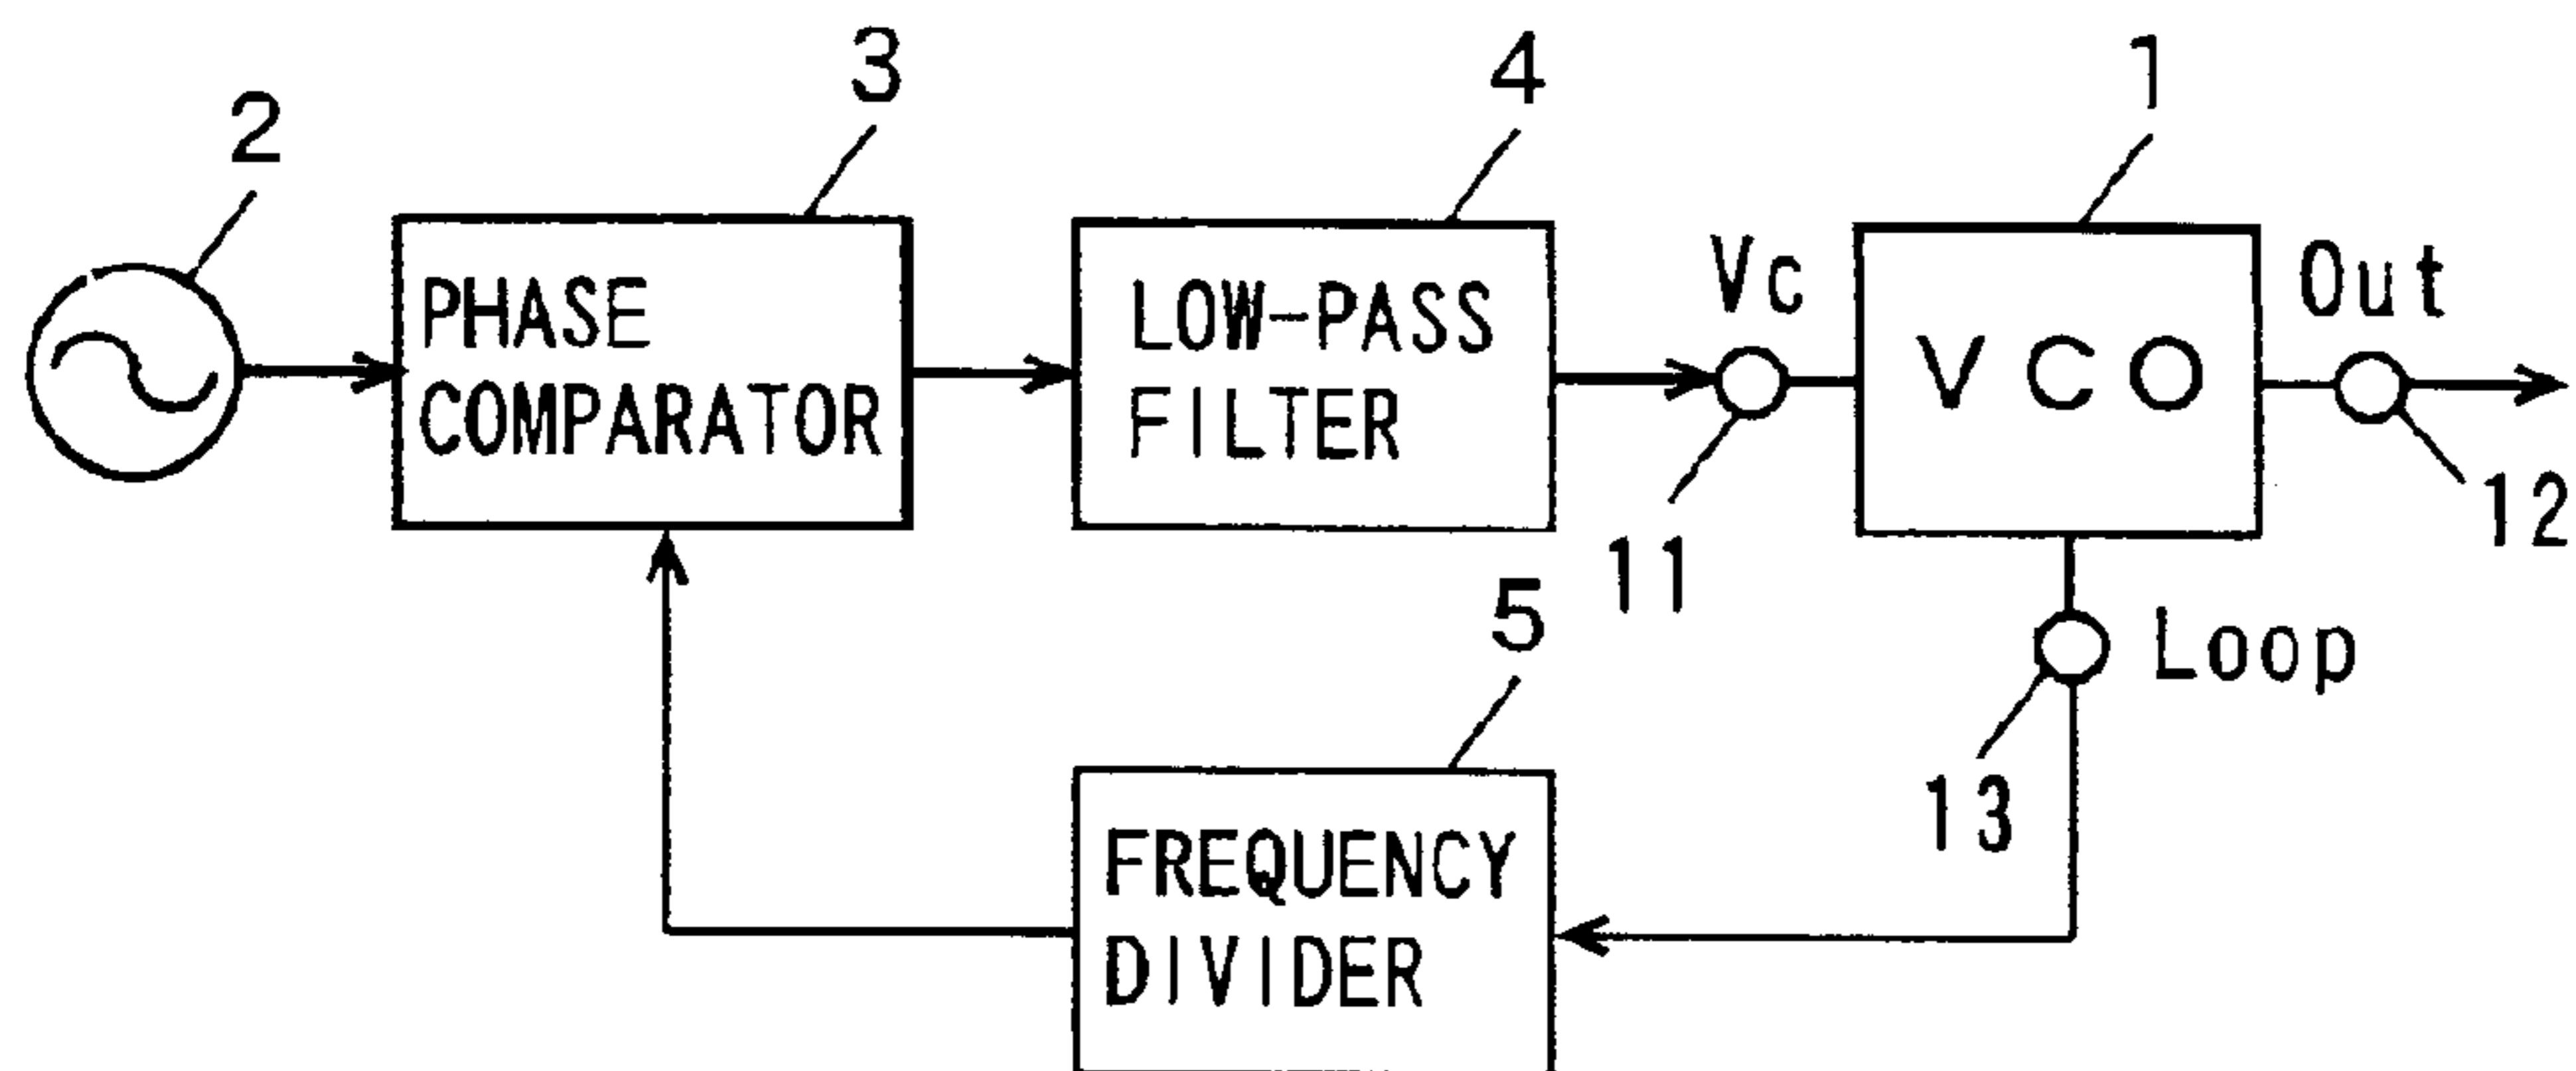 2
3
4
1
PHASE
COMPARATOR
LOW-PASS
FILTER
Vc
VCO
Out
11
12
Loop
13
5
FREQUENCY
DIVIDER